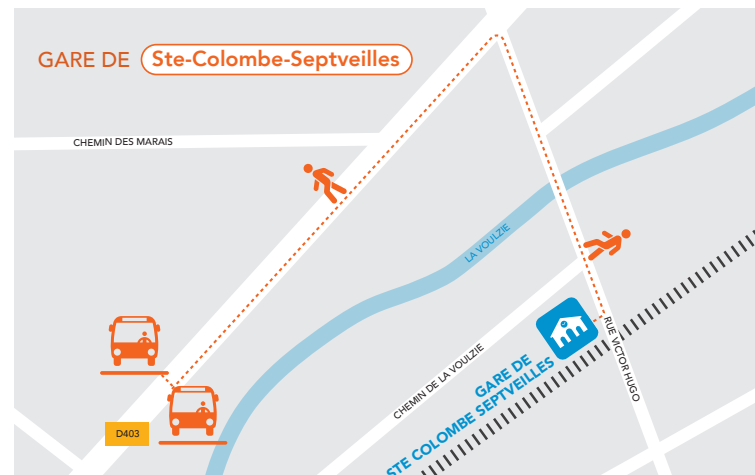 GARE DE Ste-Colombe-Septveilles
CHEMIN DES MARAIS
LA VOULZIE
RUE VICTOR HUGO
CHEMIN DE LA VOULZIE
GARE DE
STE COLOMBE SEPTVEILLES
D403